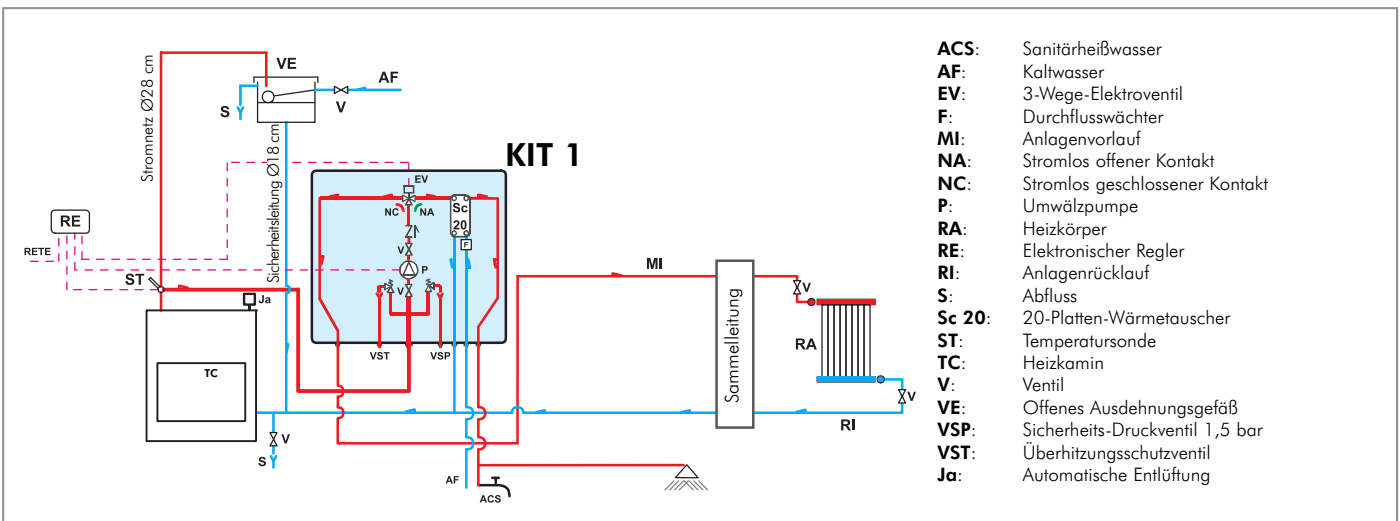 VE
AF
S
V
Stromnetz Ø28 cm
Sicherheitsleitung Ø18 cm
KIT 1
EV
NC
NA
Sc
20
F
V
P
V
RE
RETE
ST
Ja
TC
VST
VSP
MI
Sammelleitung
V
RA
V
RI
V
S
AF
ACS
ACS: Sanitärheißwasser
AF: Kaltwasser
EV: 3-Wege-Elektroventil
F: Durchflusswächter
MI: Anlagenvorlauf
NA: Stromlos offener Kontakt
NC: Stromlos geschlossener Kontakt
P: Umwälzpumpe
RA: Heizkörper
RE: Elektronischer Regler
RI: Anlagenrücklauf
S: Abfluss
Sc 20: 20-Platten-Wärmetauscher
ST: Temperatursonde
TC: Heizkamin
V: Ventil
VE: Offenes Ausdehnungsgefäß
VSP: Sicherheits-Druckventil 1,5 bar
VST: Überhitzungsschutzventil
Ja: Automatische Entlüftung